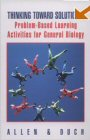 THINKING TOWARD SOLUTIONS
Problem-Based Learning
Activities for General Biology
ALLEN & DUCH